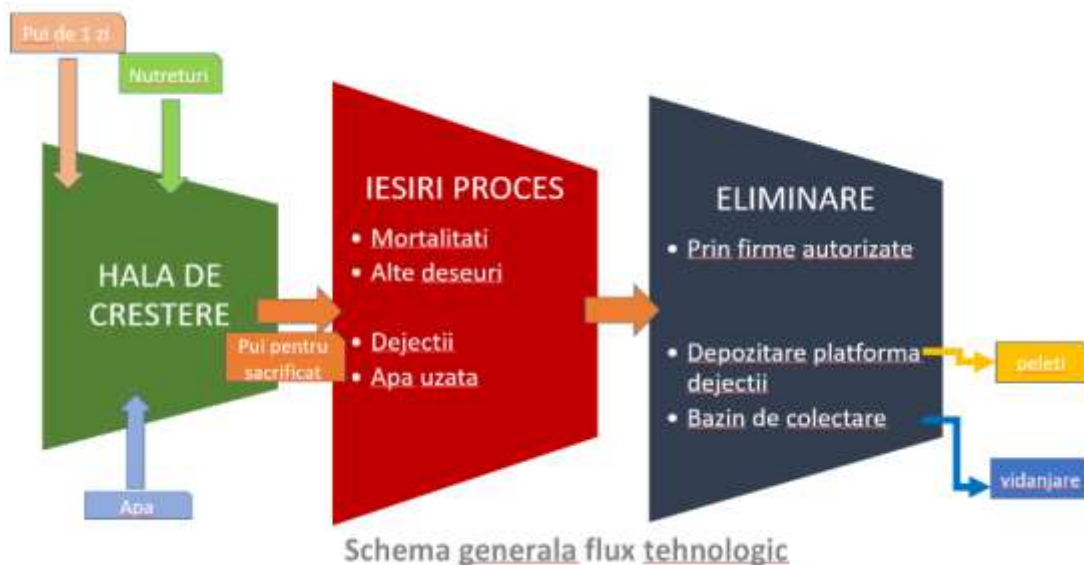 Pui de 1 zi
Nutreturi
HALA DE
CRESTERE
Apa
Pui pentru
sacrificat
IESIRI PROCES
• Mortalitati
• Alte deseuri
• Dejectii
• Apa uzata
ELIMINARE
• Prin firme autorizate
• Depozitare platforma
dejectii
• Bazin de colectare
peleti
vidanjare
Schema generala flux tehnologic